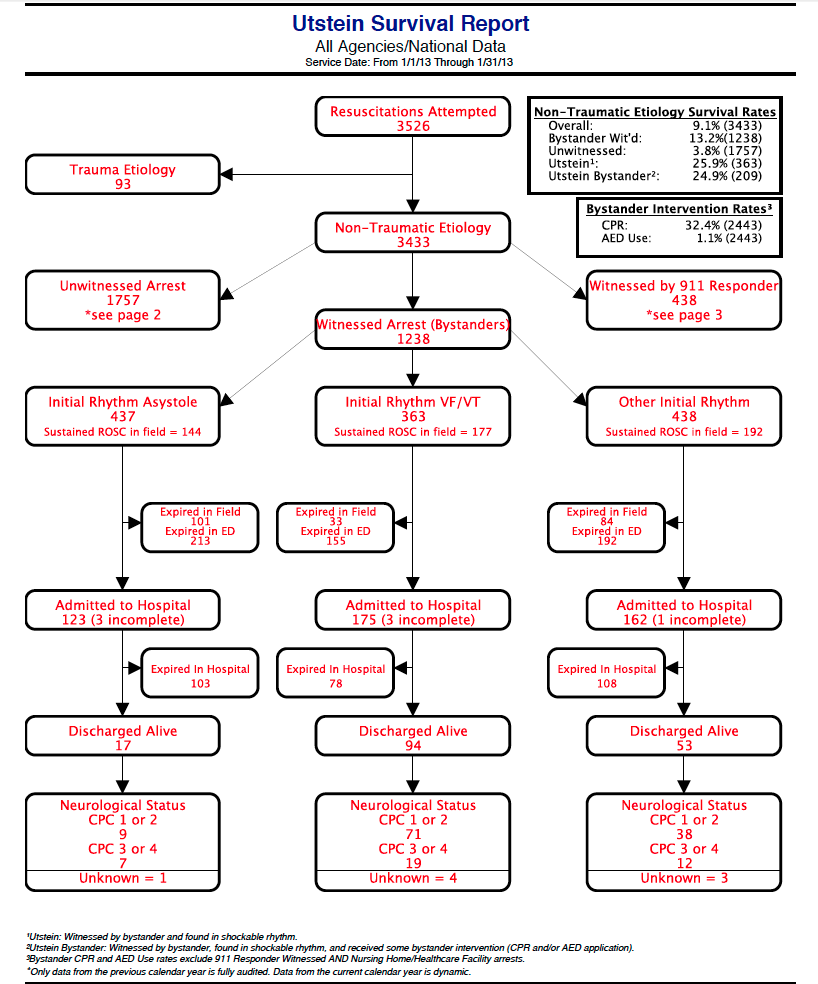 Utstein Survival Report
All Agencies/National Data
Service Date: From 1/1/13 Through 1/31/13
Resuscitations Attempted
3526
Non-Traumatic Etiology Survival Rates
Overall: 9.1% (3433)
Bystander Wit'd: 13.2%(1238)
Unwitnessed: 3.8% (1757)
Utstein¹: 25.9% (363)
Utstein Bystander²: 24.9% (209)
Bystander Intervention Rates³
CPR: 32.4% (2443)
AED Use: 1.1% (2443)
Trauma Etiology
93
Non-Traumatic Etiology
3433
Unwitnessed Arrest
1757
*see page 2
Witnessed Arrest (Bystanders)
1238
Witnessed by 911 Responder
438
*see page 3
Initial Rhythm Asystole
437
Sustained ROSC in field = 144
Initial Rhythm VF/VT
363
Sustained ROSC in field = 177
Other Initial Rhythm
438
Sustained ROSC in field = 192
Expired in Field
101
Expired in ED
213
Expired in Field
33
Expired in ED
155
Expired in Field
84
Expired in ED
192
Admitted to Hospital
123 (3 incomplete)
Admitted to Hospital
175 (3 incomplete)
Admitted to Hospital
162 (1 incomplete)
Expired In Hospital
103
Expired In Hospital
78
Expired In Hospital
108
Discharged Alive
17
Discharged Alive
94
Discharged Alive
53
Neurological Status
CPC 1 or 2
9
CPC 3 or 4
7
Unknown = 1
Neurological Status
CPC 1 or 2
71
CPC 3 or 4
19
Unknown = 4
Neurological Status
CPC 1 or 2
38
CPC 3 or 4
12
Unknown = 3
¹Utstein: Witnessed by bystander and found in shockable rhythm.
²Utstein Bystander: Witnessed by bystander, found in shockable rhythm, and received some bystander intervention (CPR and/or AED application).
³Bystander CPR and AED Use rates exclude 911 Responder Witnessed AND Nursing Home/Healthcare Facility arrests.
*Only data from the previous calendar year is fully audited. Data from the current calendar year is dynamic.